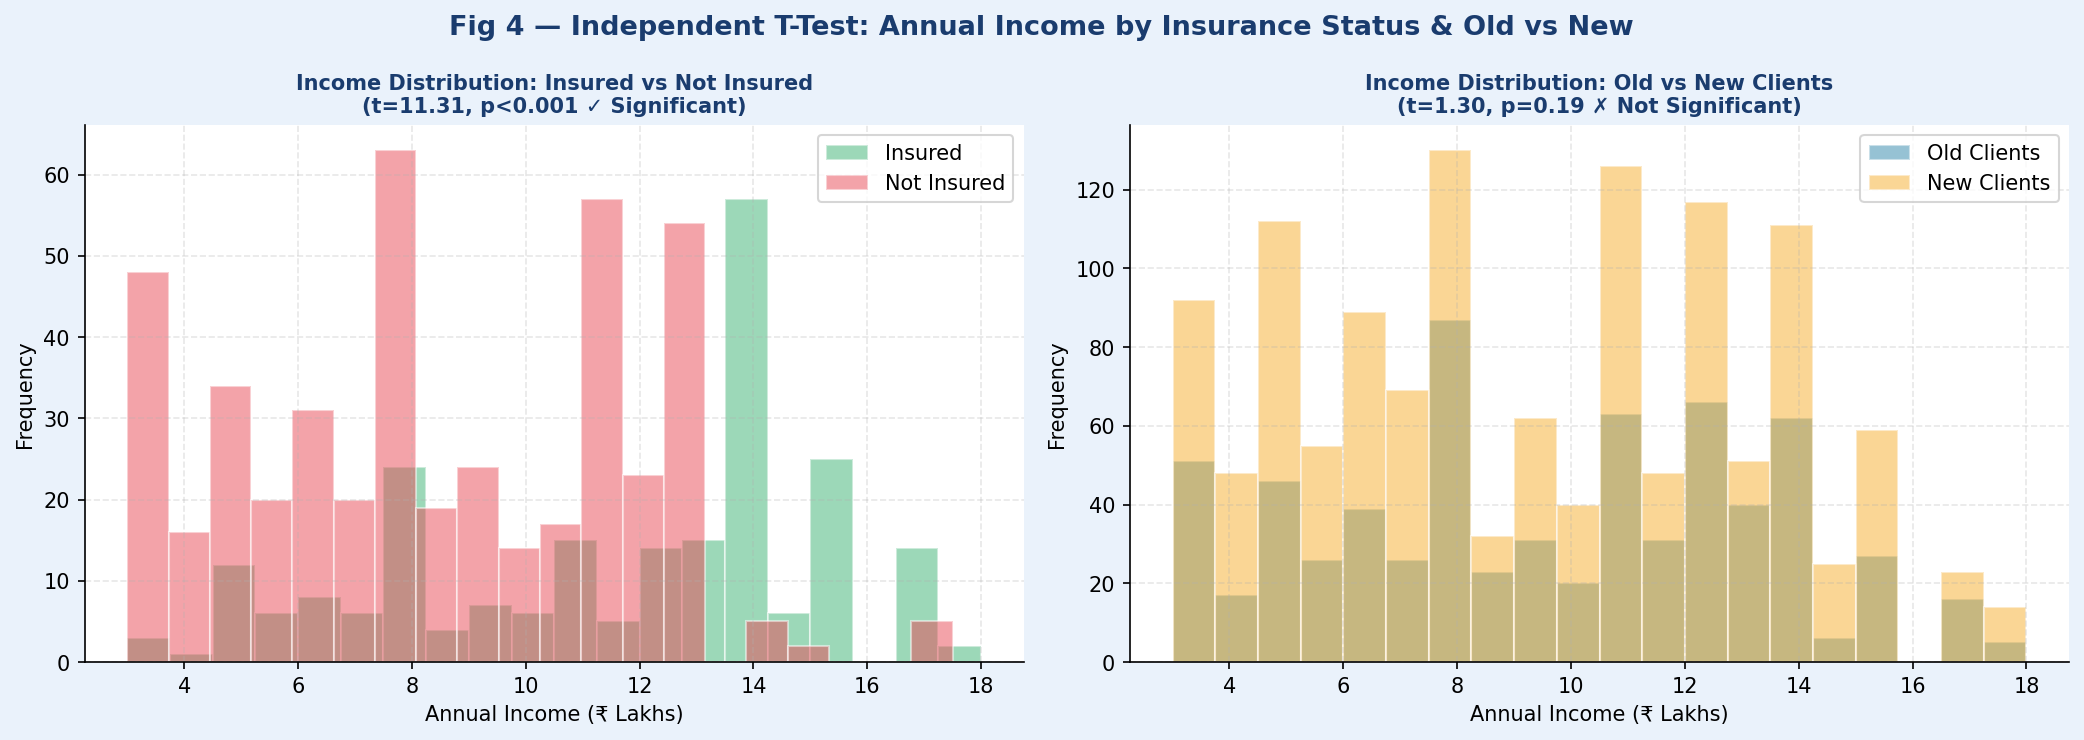 Fig 4 — Independent T-Test: Annual Income by Insurance Status & Old vs New
Income Distribution: Insured vs Not Insured
(t=11.31, p<0.001 ✓ Significant)
Insured
Not Insured
Frequency
0
10
20
30
40
50
60
4
6
8
10
12
14
16
18
Annual Income (₹ Lakhs)
Income Distribution: Old vs New Clients
(t=1.30, p=0.19 ✗ Not Significant)
Old Clients
New Clients
Frequency
0
20
40
60
80
100
120
4
6
8
10
12
14
16
18
Annual Income (₹ Lakhs)